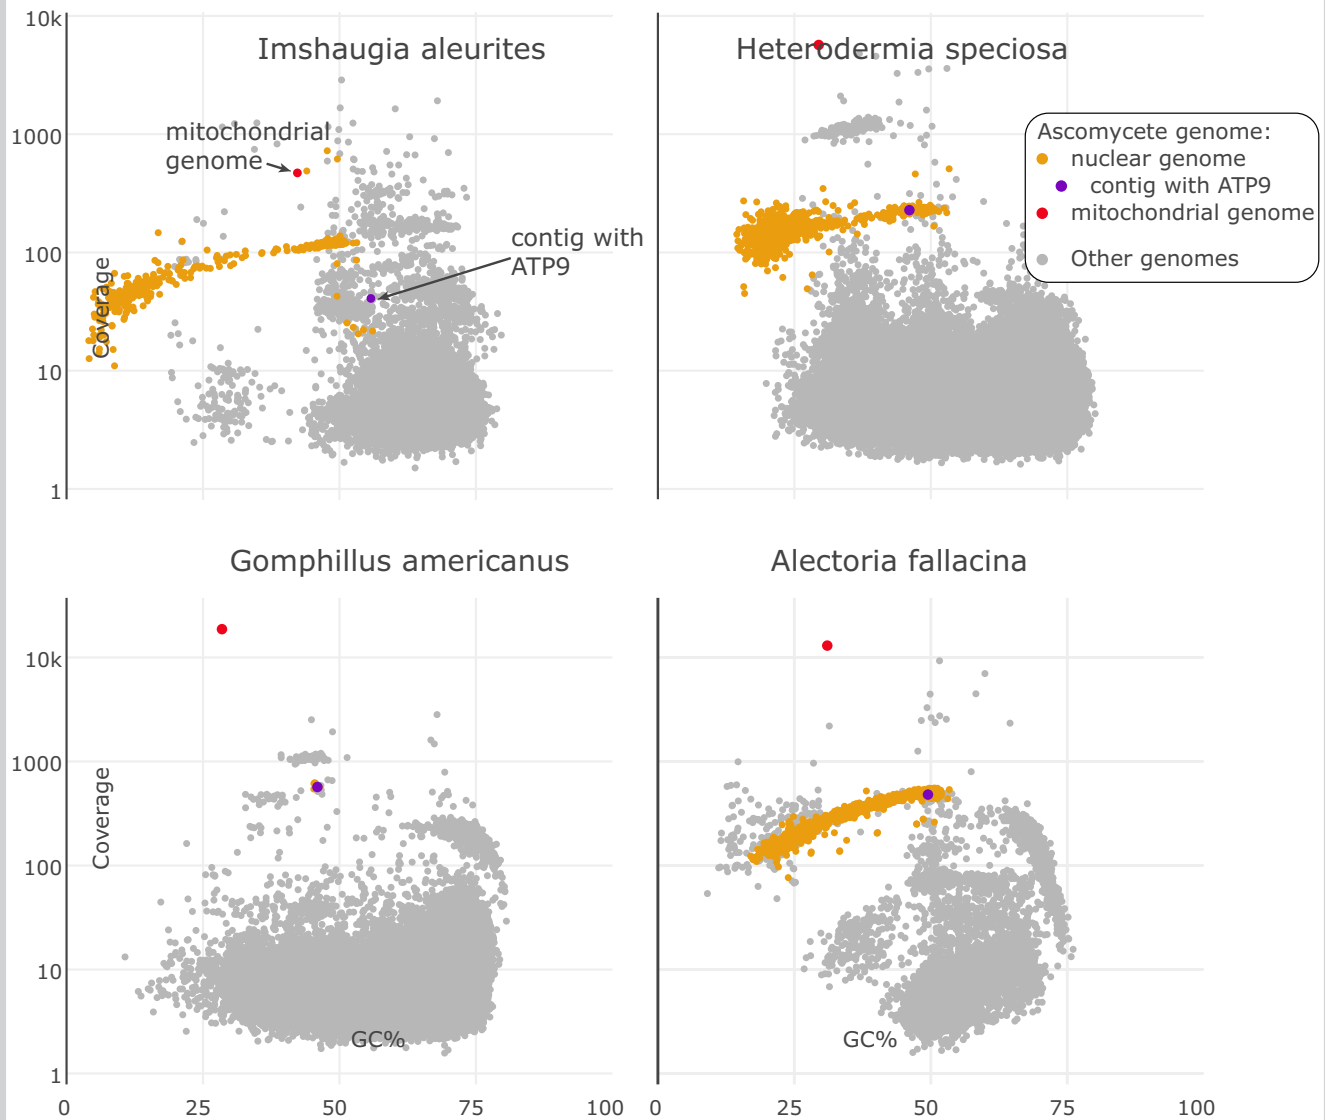 10k
Imshaugia aleurites
Heterodermia speciosa
mitochondrial
genome
1000
Ascomycete genome:
nuclear genome
contig with ATP9
mitochondrial genome
Other genomes
contig with
ATP9
100
Coverage
10
1
Gomphillus americanus
Alectoria fallacina
10k
1000
Coverage
100
10
GC%
GC%
1
0 25 50 75 100 0 25 50 75 100